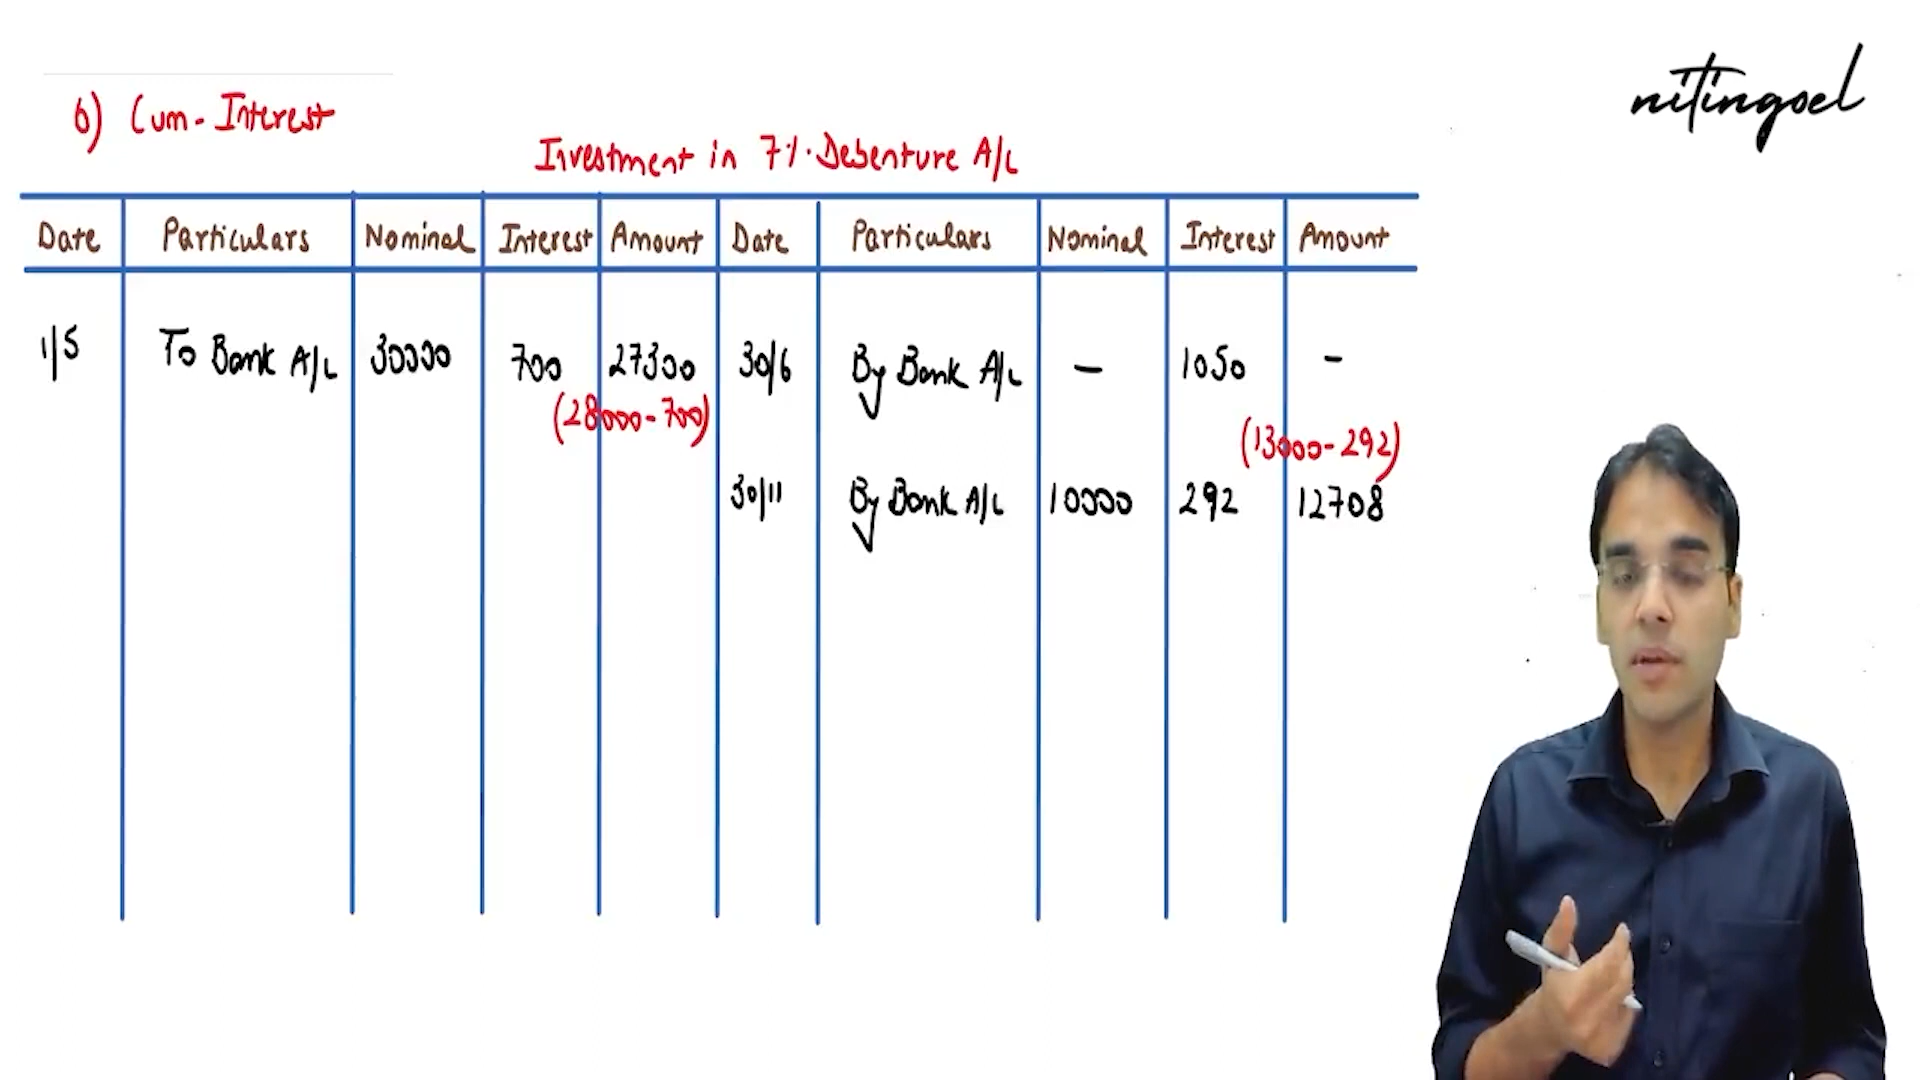 nitingoel
b) Cum-Interest
Investment in 7% Debenture A/c
Date Particulars Nominal Interest Amount Date Particulars Nominal Interest Amount
1/5 To Bank A/c 30000 700 27300 30/6 By Bank A/c — 1050 -
(28000-700)
(13000-292)
30/11 By Bank A/c 10000 292 12708